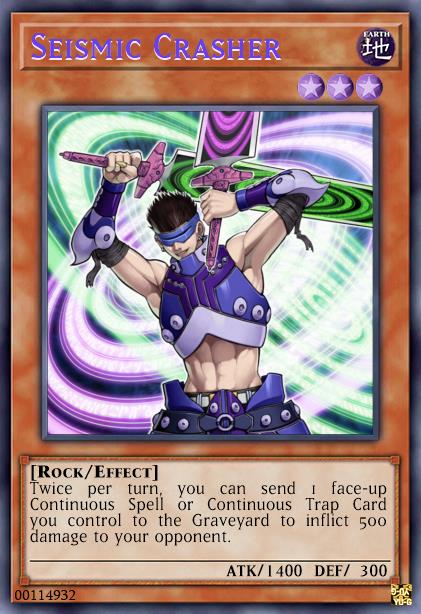 Seismic Crasher
EARTH
地
[Rock/Effect]
Twice per turn, you can send 1 face-up
Continuous Spell or Continuous Trap Card
you control to the Graveyard to inflict 500
damage to your opponent.
ATK/1400 DEF/ 300
00114932